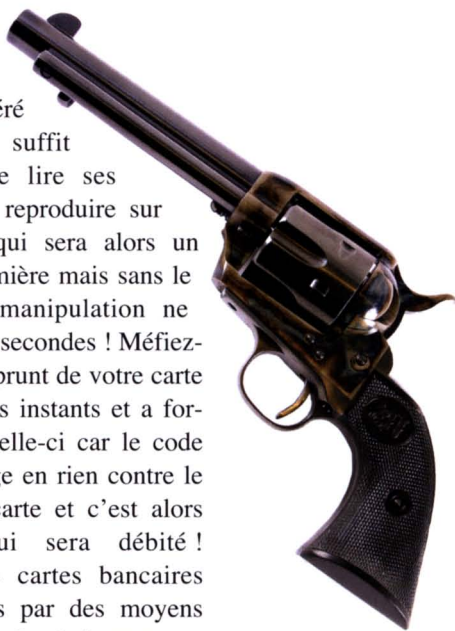 éré
suffit
e lire ses
reproduire sur
qui sera alors un
mière mais sans le
manipulation ne
secondes ! Méfiez-
prunt de votre carte
s instants et a for-
elle-ci car le code
ge en rien contre le
carte et c'est alors
ui sera débité !
cartes bancaires
s par des moyens